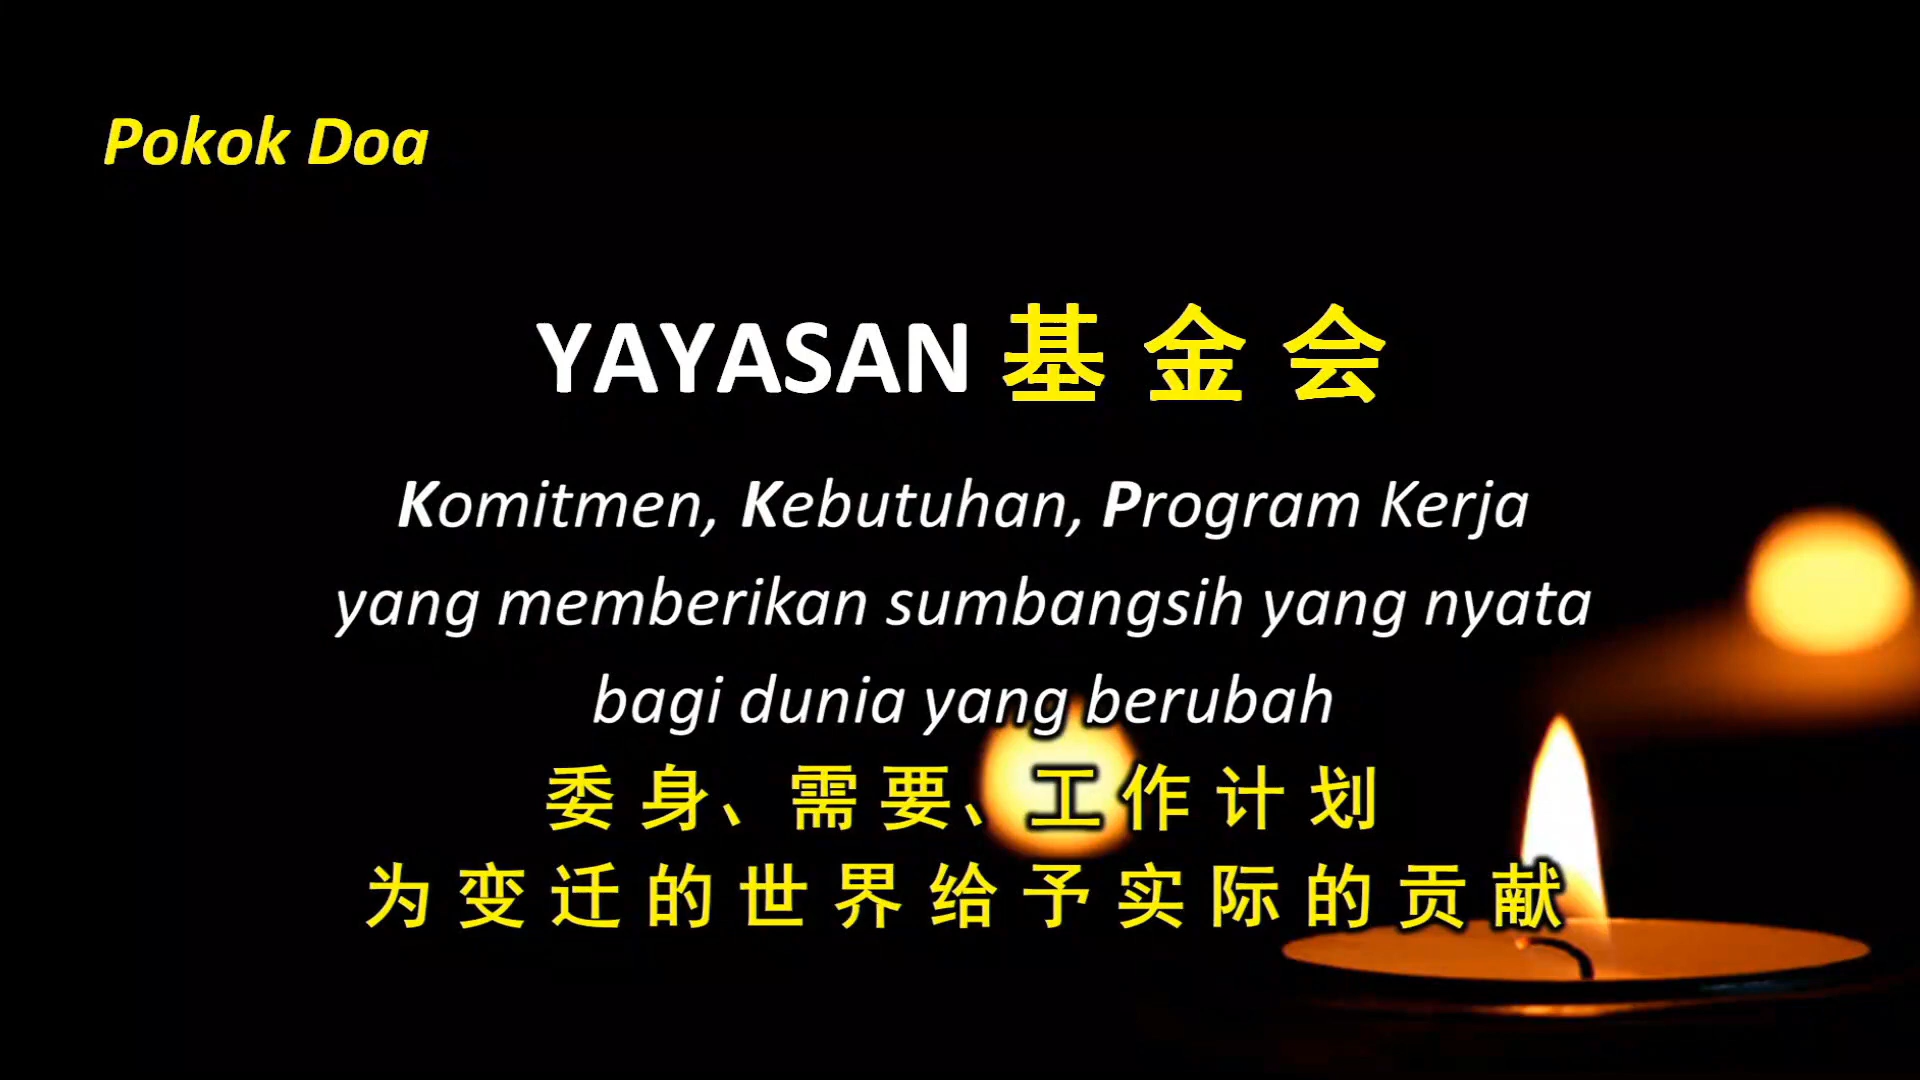 Pokok Doa
YAYASAN 基金会
Komitmen, Kebutuhan, Program Kerja
yang memberikan sumbangsih yang nyata
bagi dunia yang berubah
委身、需要、工作计划
为变迁的世界给予实际的贡献